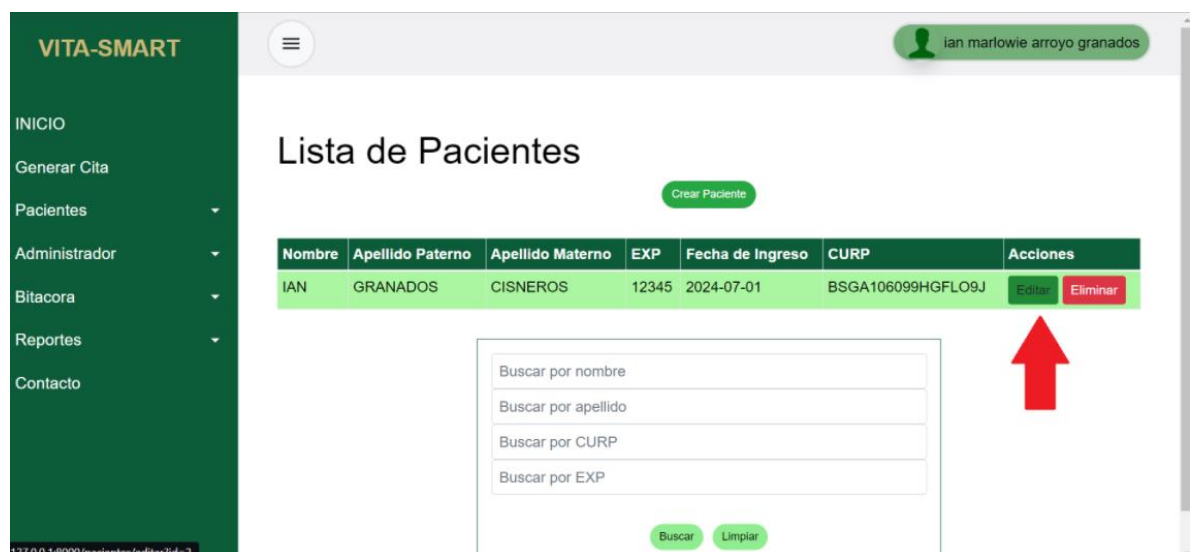 VITA-SMART
ian marlowie arroyo granados
INICIO
Generar Cita
Pacientes
Administrador
Bitacora
Reportes
Contacto
Lista de Pacientes
Crear Paciente
Nombre Apellido Paterno Apellido Materno EXP Fecha de Ingreso CURP Acciones
IAN GRANADOS CISNEROS 12345 2024-07-01 BSGA106099HGFLO9J Editar Eliminar
Buscar por nombre
Buscar por apellido
Buscar por CURP
Buscar por EXP
Buscar Limpiar